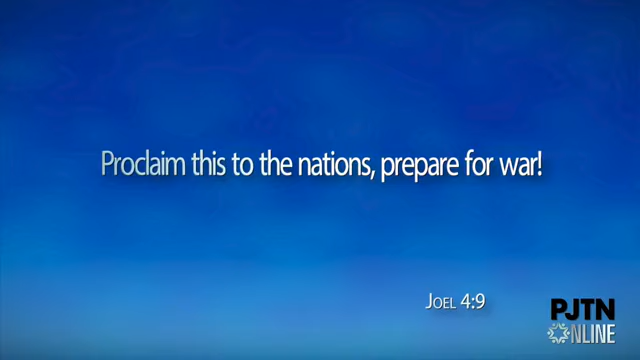 Proclaim this to the nations, prepare for war!
Joel 4:9
PJTN
ONLINE